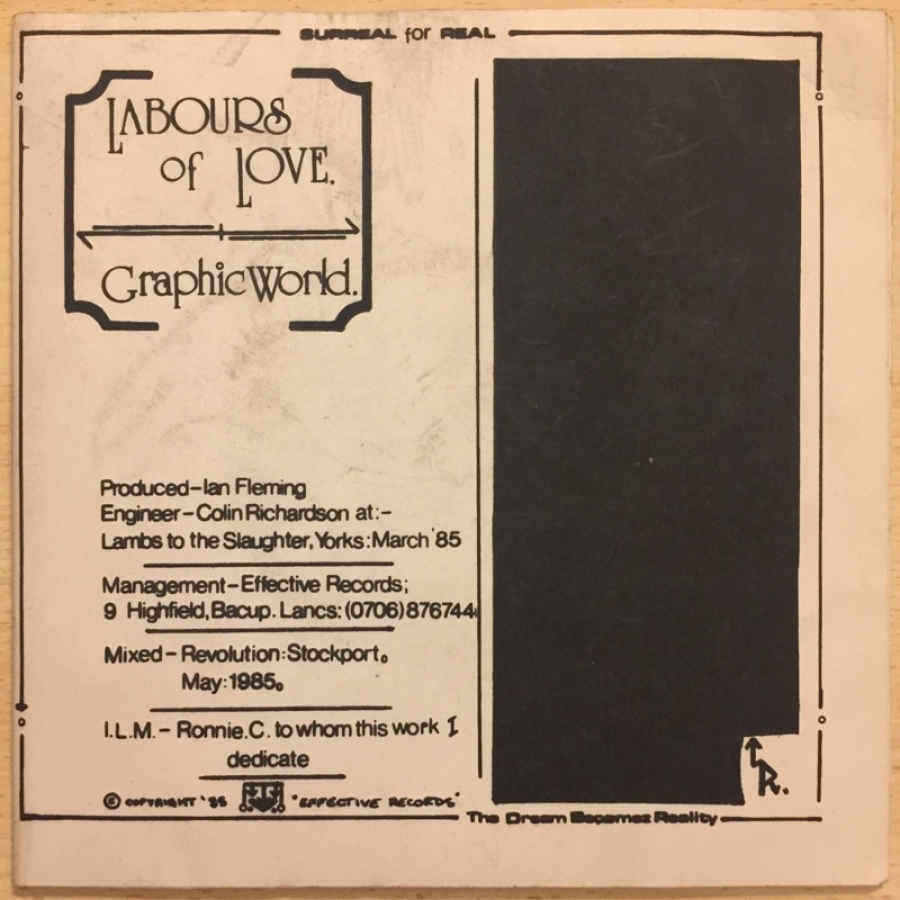 SURREAL for REAL
LABOURS
of LOVE.
GraphicWorld.
Produced-Ian Fleming
Engineer-Colin Richardson at:-
Lambs to the Slaughter, Yorks: March '85
Management-Effective Records;
9 Highfield, Bacup. Lancs: (0706) 876744
Mixed- Revolution: Stockport.
May: 1985.
I.L.M.- Ronnie.C. to whom this work I
dedicate
© COPYRIGHT '85 "EFFECTIVE RECORDS"
R.
The Dream Becomez Reality